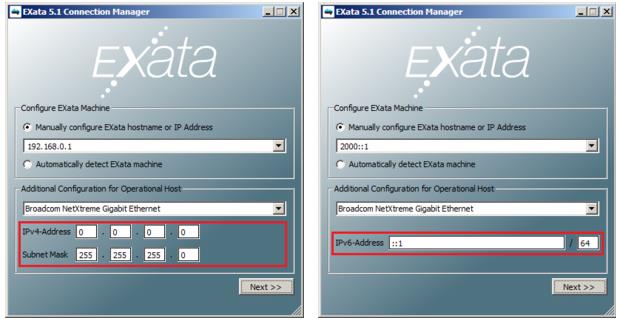 EXata 5.1 Connection Manager
EXata
Configure EXata Machine
Manually configure EXata hostname or IP Address
192.168.0.1
Automatically detect EXata machine
Additional Configuration for Operational Host
Broadcom NetXtreme Gigabit Ethernet
IPv4-Address 0 . 0 . 0 . 0
Subnet Mask 255 . 255 . 255 . 0
Next >>
EXata 5.1 Connection Manager
EXata
Configure EXata Machine
Manually configure EXata hostname or IP Address
2000::1
Automatically detect EXata machine
Additional Configuration for Operational Host
Broadcom NetXtreme Gigabit Ethernet
IPv6-Address ::1 / 64
Next >>